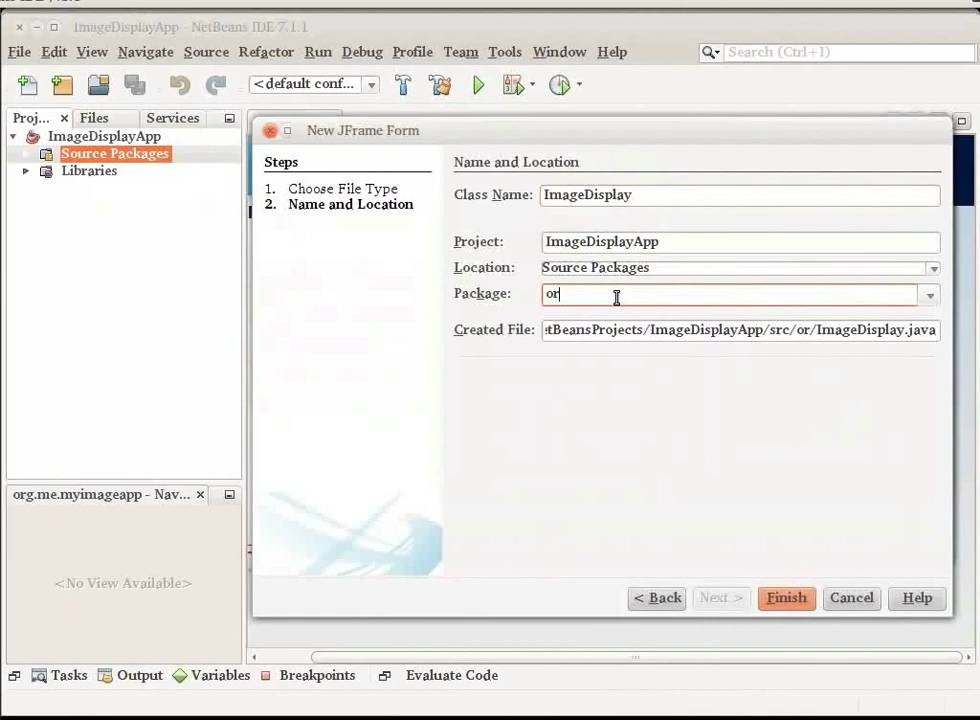 ImageDisplayApp - NetBeans IDE 7.1.1
File Edit View Navigate Source Refactor Run Debug Profile Team Tools Window Help
Search (Ctrl+I)
<default conf...
Proj... Files Services
ImageDisplayApp
Source Packages
Libraries
New JFrame Form
Steps
1. Choose File Type
2. Name and Location
Name and Location
Class Name: ImageDisplay
Project: ImageDisplayApp
Location: Source Packages
Package: or
Created File: tBeansProjects/ImageDisplayApp/src/or/ImageDisplay.java
org.me.myimageapp - Nav...
<No View Available>
< Back Next > Finish Cancel Help
Tasks Output Variables Breakpoints Evaluate Code